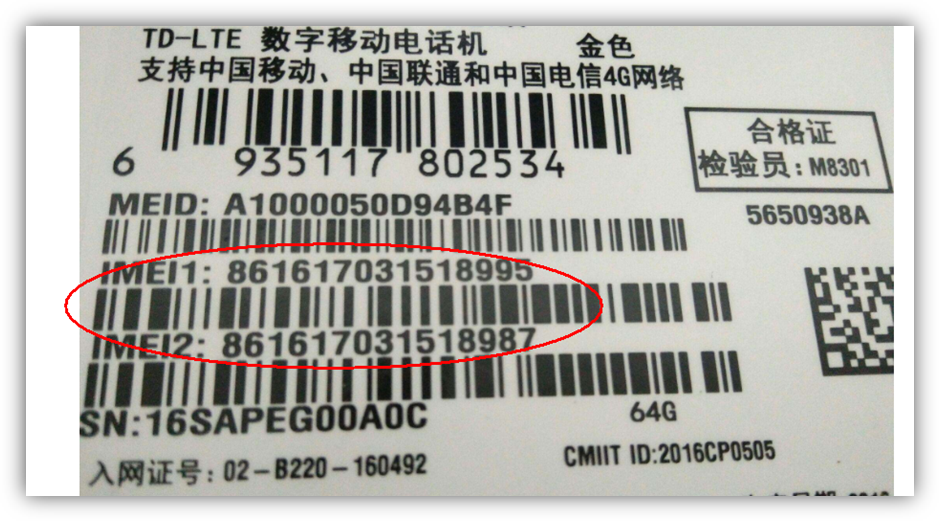 TD-LTE 数字移动电话机 金色
支持中国移动、中国联通和中国电信4G网络
6 935117 802534
合格证
检验员:M8301
MEID: A1000050D94B4F
5650938A
IMEI1: 861617031518995
IMEI2: 861617031518987
SN:16SAPEG00A0C
64G
入网证号: 02-B220-160492
CMIIT ID:2016CP0505